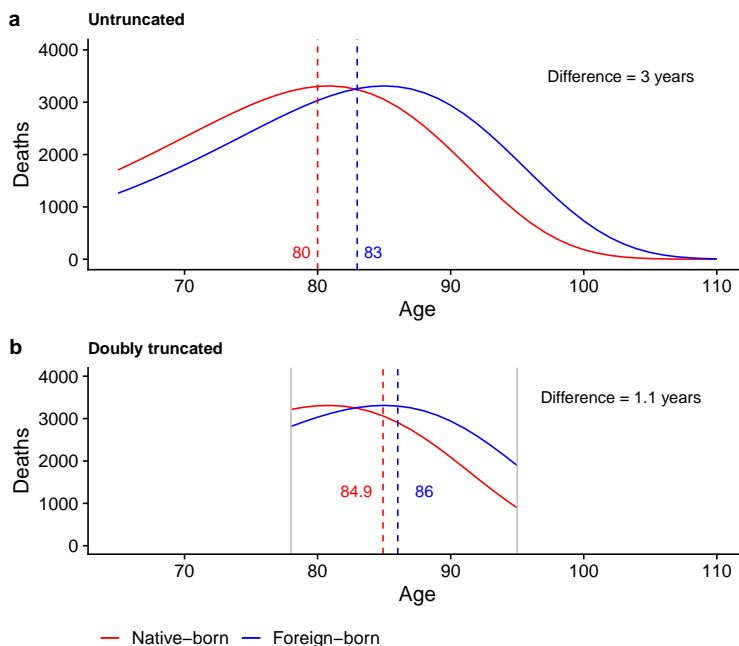 a
Untruncated
4000
3000
2000
1000
0
Deaths
Difference = 3 years
80
83
70
80
90
100
110
Age
b
Doubly truncated
4000
3000
2000
1000
0
Deaths
Difference = 1.1 years
84.9
86
70
80
90
100
110
Age
Native−born
Foreign−born